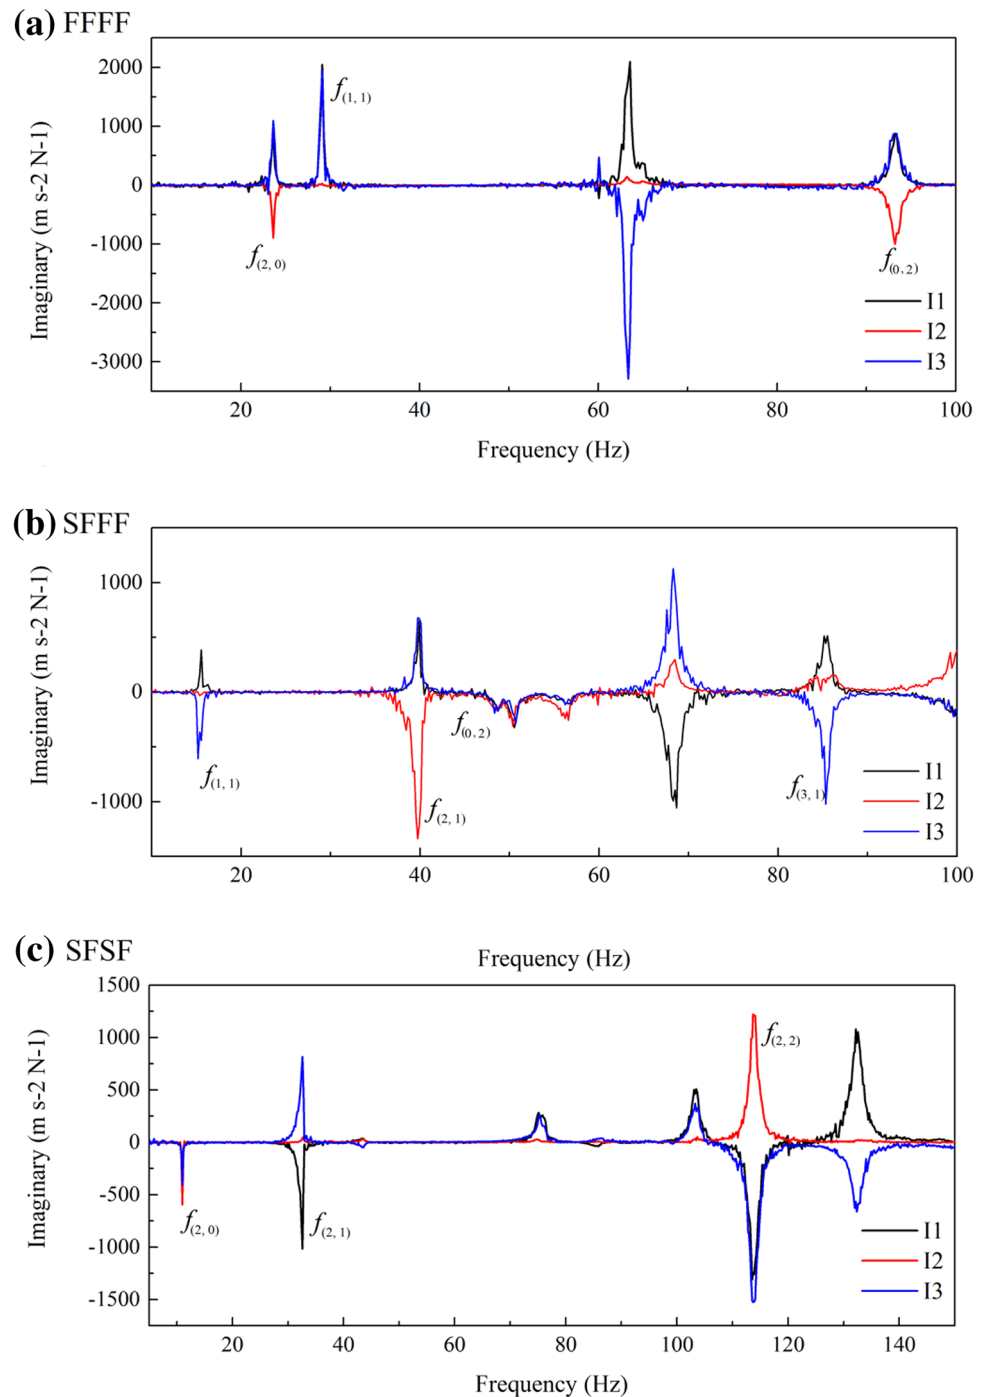 (a) FFFF
Imaginary (m s-2 N-1)
2000
1000
0
-1000
-2000
-3000
f(1, 1)
f(2, 0)
f(0, 2)
I1
I2
I3
20 40 60 80 100
Frequency (Hz)
(b) SFFF
Imaginary (m s-2 N-1)
1000
0
-1000
f(1, 1)
f(2, 1)
f(0, 2)
f(3, 1)
I1
I2
I3
20 40 60 80 100
Frequency (Hz)
(c) SFSF
Imaginary (m s-2 N-1)
1500
1000
500
0
-500
-1000
-1500
f(2, 0)
f(2, 1)
f(2, 2)
I1
I2
I3
20 40 60 80 100 120 140
Frequency (Hz)